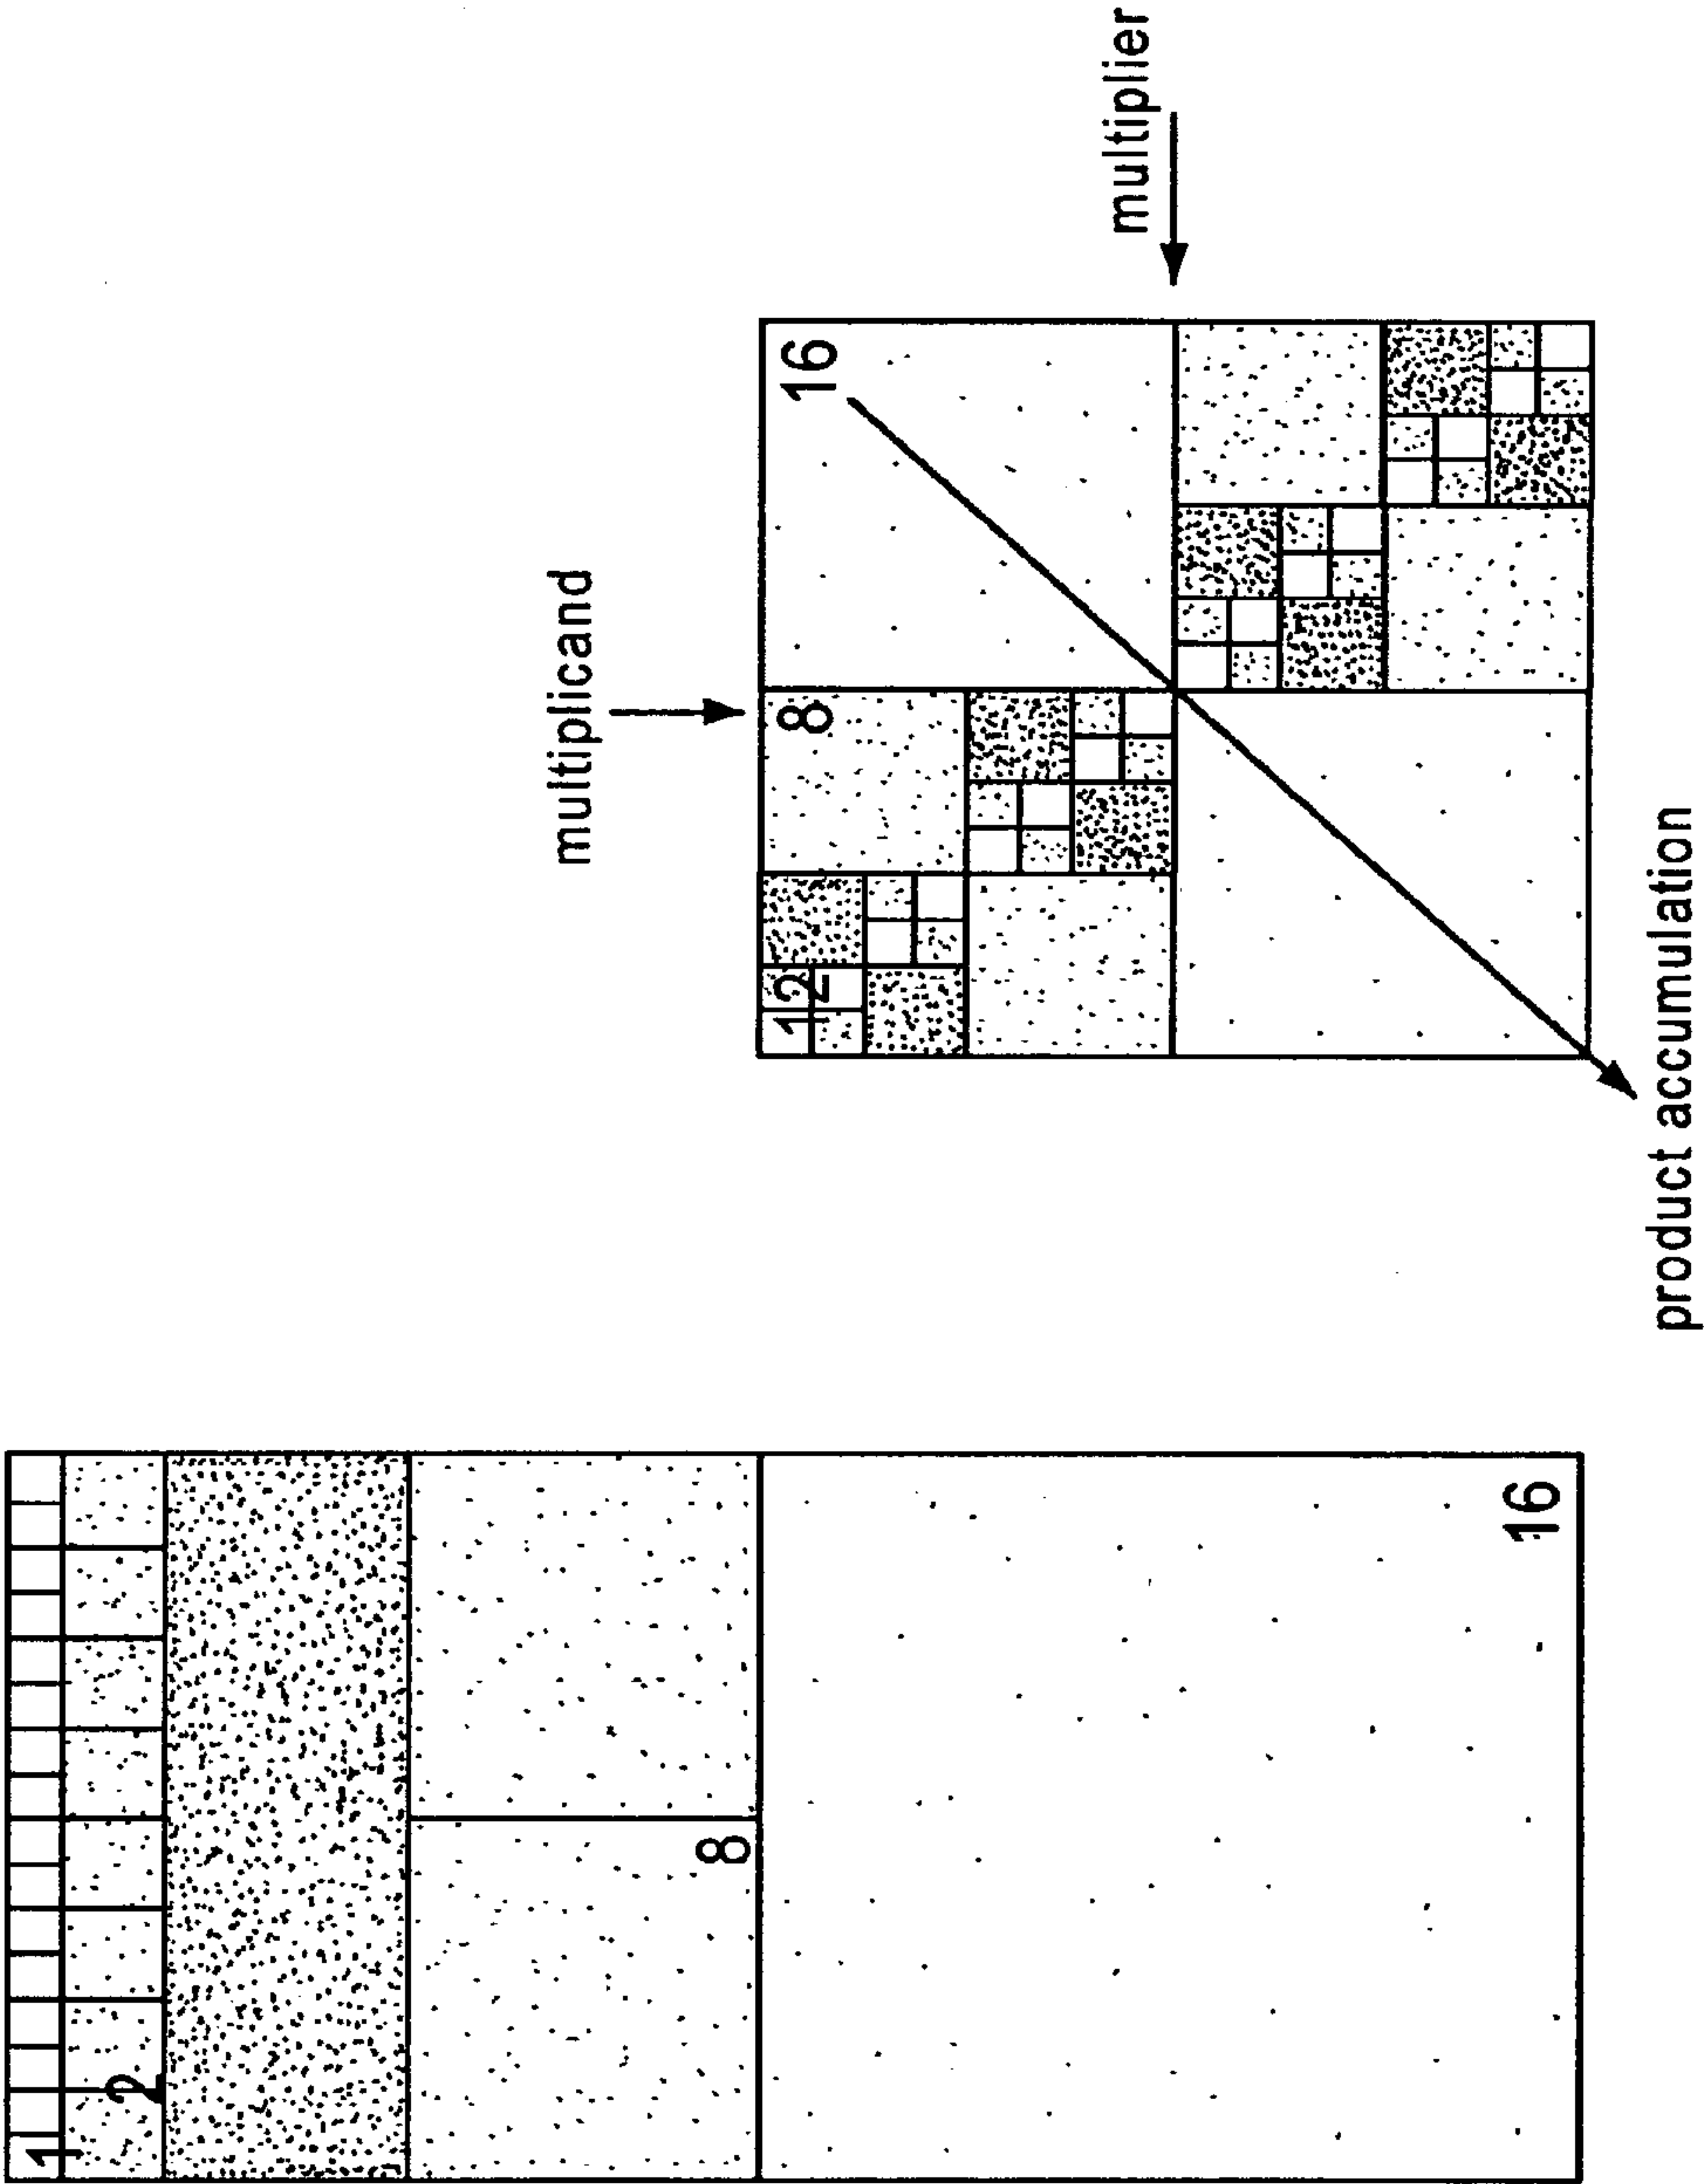 multiplicand
multiplier
12
8
16
product accumulation
1
2
8
16